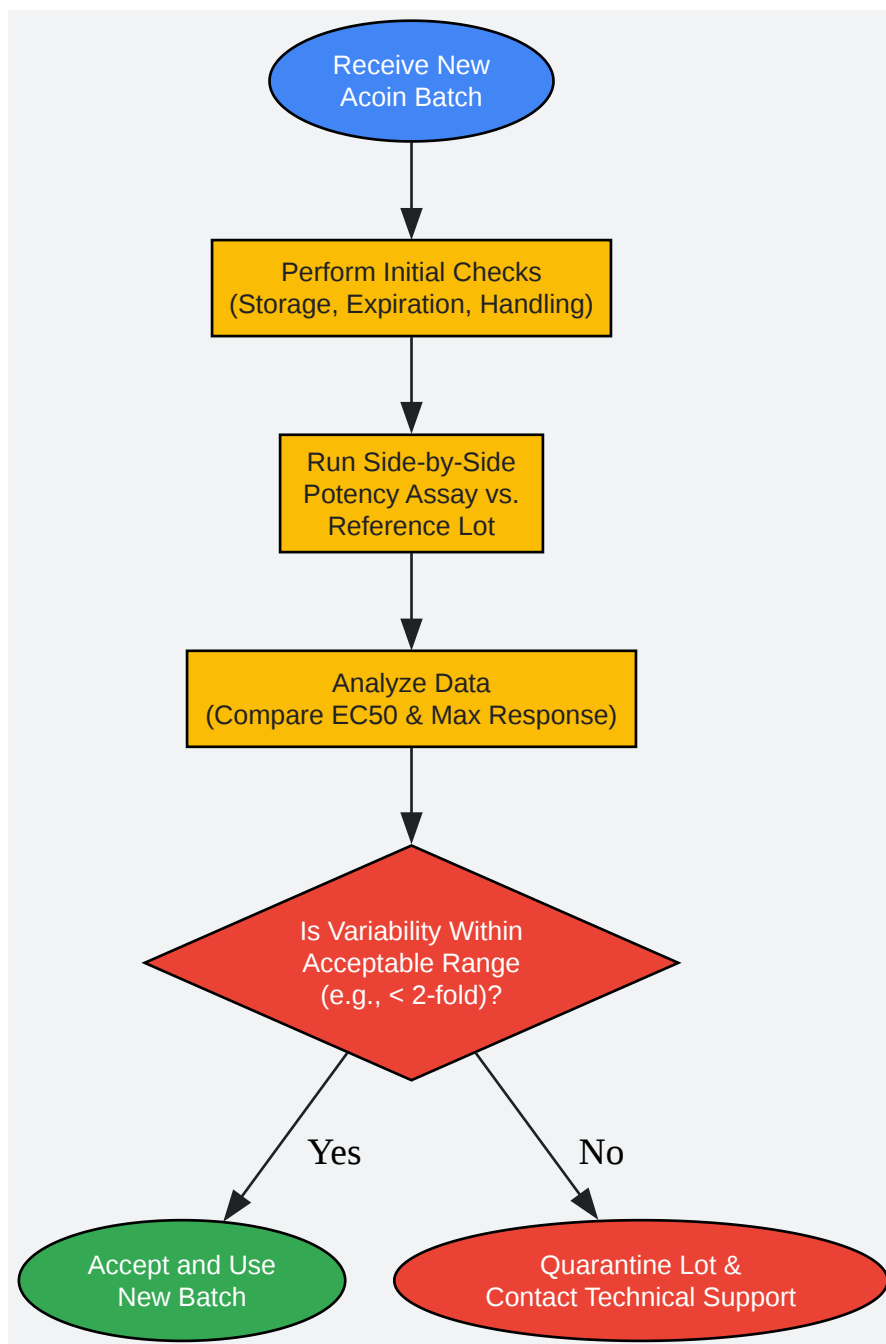 Receive New
Acoin Batch
Perform Initial Checks
(Storage, Expiration, Handling)
Run Side-by-Side
Potency Assay vs.
Reference Lot
Analyze Data
(Compare EC50 & Max Response)
Is Variability Within
Acceptable Range
(e.g., < 2-fold)?
Yes
No
Accept and Use
New Batch
Quarantine Lot &
Contact Technical Support